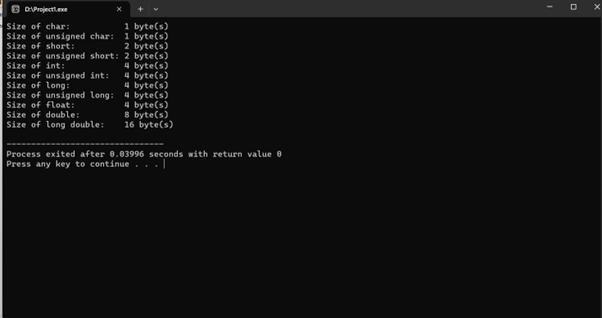 D:\Project1.exe
Size of char: 1 byte(s)
Size of unsigned char: 1 byte(s)
Size of short: 2 byte(s)
Size of unsigned short: 2 byte(s)
Size of int: 4 byte(s)
Size of unsigned int: 4 byte(s)
Size of long: 4 byte(s)
Size of unsigned long: 4 byte(s)
Size of float: 4 byte(s)
Size of double: 8 byte(s)
Size of long double: 16 byte(s)
--------------------------------
Process exited after 0.03996 seconds with return value 0
Press any key to continue . . .